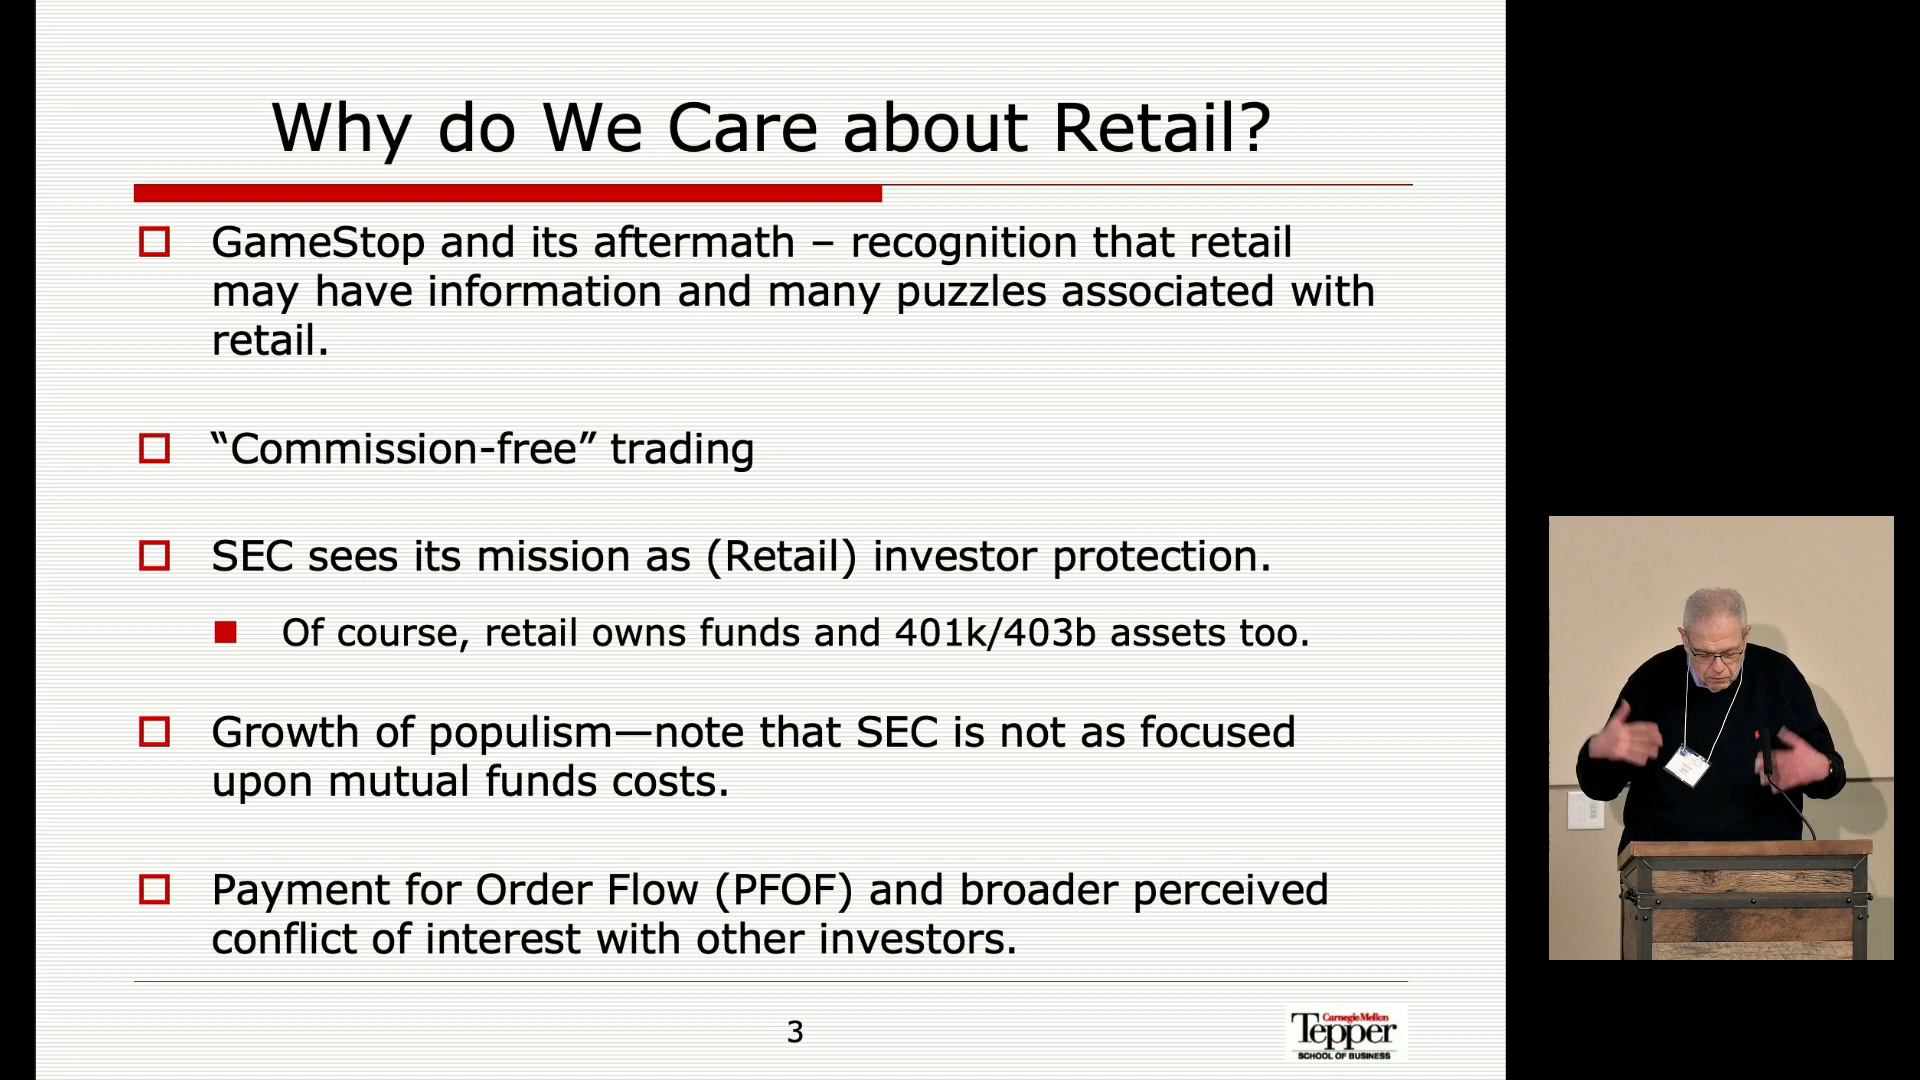 Why do We Care about Retail?
GameStop and its aftermath – recognition that retail
may have information and many puzzles associated with
retail.
“Commission-free” trading
SEC sees its mission as (Retail) investor protection.
Of course, retail owns funds and 401k/403b assets too.
Growth of populism—note that SEC is not as focused
upon mutual funds costs.
Payment for Order Flow (PFOF) and broader perceived
conflict of interest with other investors.
3
Carnegie Mellon
Tepper
SCHOOL OF BUSINESS